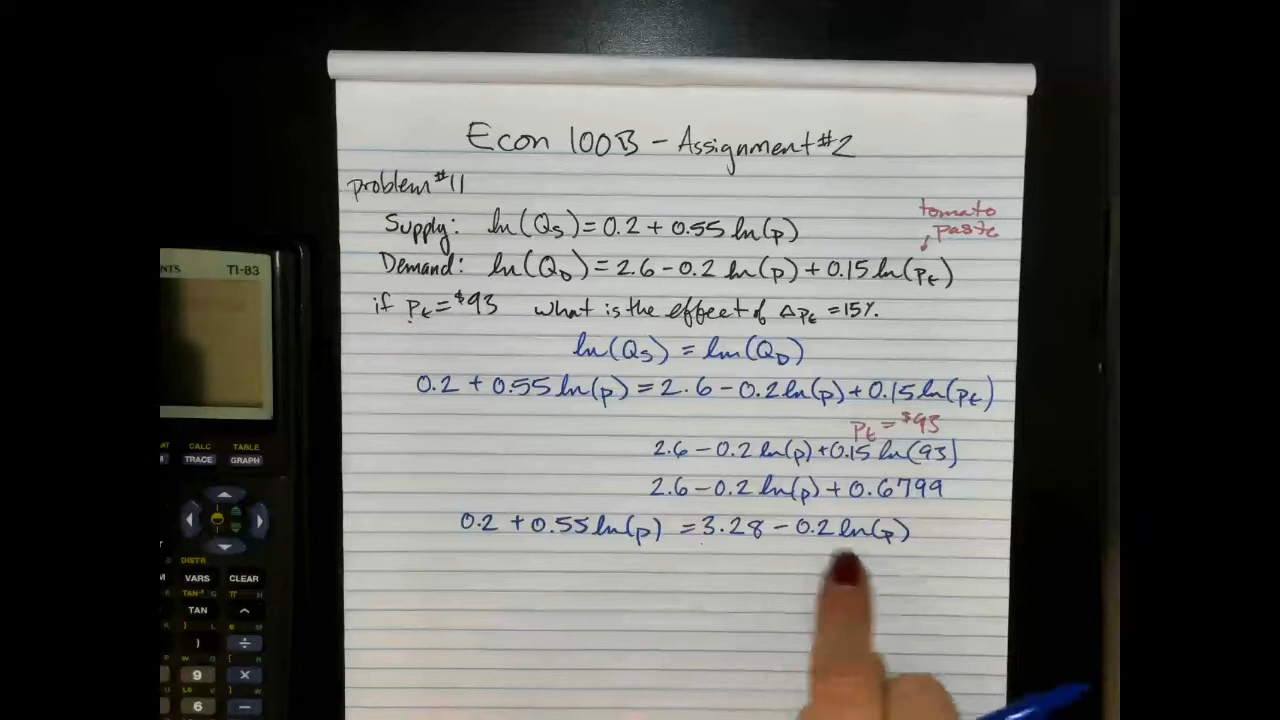 Econ 100B - Assignment #2
problem #11
Supply: ln(Qs) = 0.2 + 0.55 ln(p)
tomato
paste
Demand: ln(QD) = 2.6 - 0.2 ln(p) + 0.15 ln(pt)
if pt = $93 what is the effect of Δpt = 15%.
ln(Qs) = ln(QD)
0.2 + 0.55 ln(p) = 2.6 - 0.2 ln(p) + 0.15 ln(pt)
pt = $93
2.6 - 0.2 ln(p) + 0.15 ln(93)
2.6 - 0.2 ln(p) + 0.6799
0.2 + 0.55 ln(p) = 3.28 - 0.2 ln(p)
TI-83
CALC TABLE
TRACE GRAPH
DISTR
VARS CLEAR
TAN-1 G π H
TAN ^
) ÷
9 ×
6 −